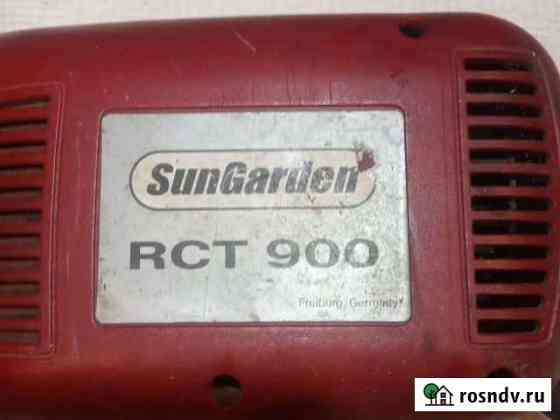 SunGarden
RCT 900
Freiburg, Germany
rosndv.ru